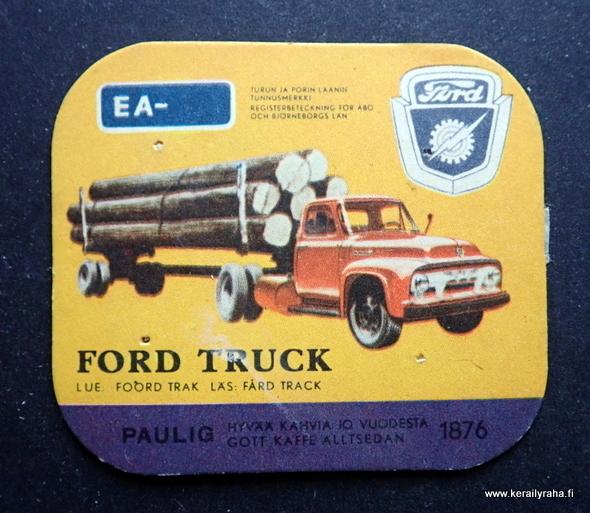 EA-
TURUN JA PORIN LÄÄNIN
TUNNUSMERKKI
REGISTERBETECKNING FÖR ÅBO
OCH BJÖRNEBORGS LÄN
Ford
FORD TRUCK
LUE: FOORD TRAK LÄS: FÅRD TRACK
PAULIG
HYVÄÄ KAHVIA JO VUODESTA
GOTT KAFFE ALLTSEDAN
1876
www.kerailyraha.fi